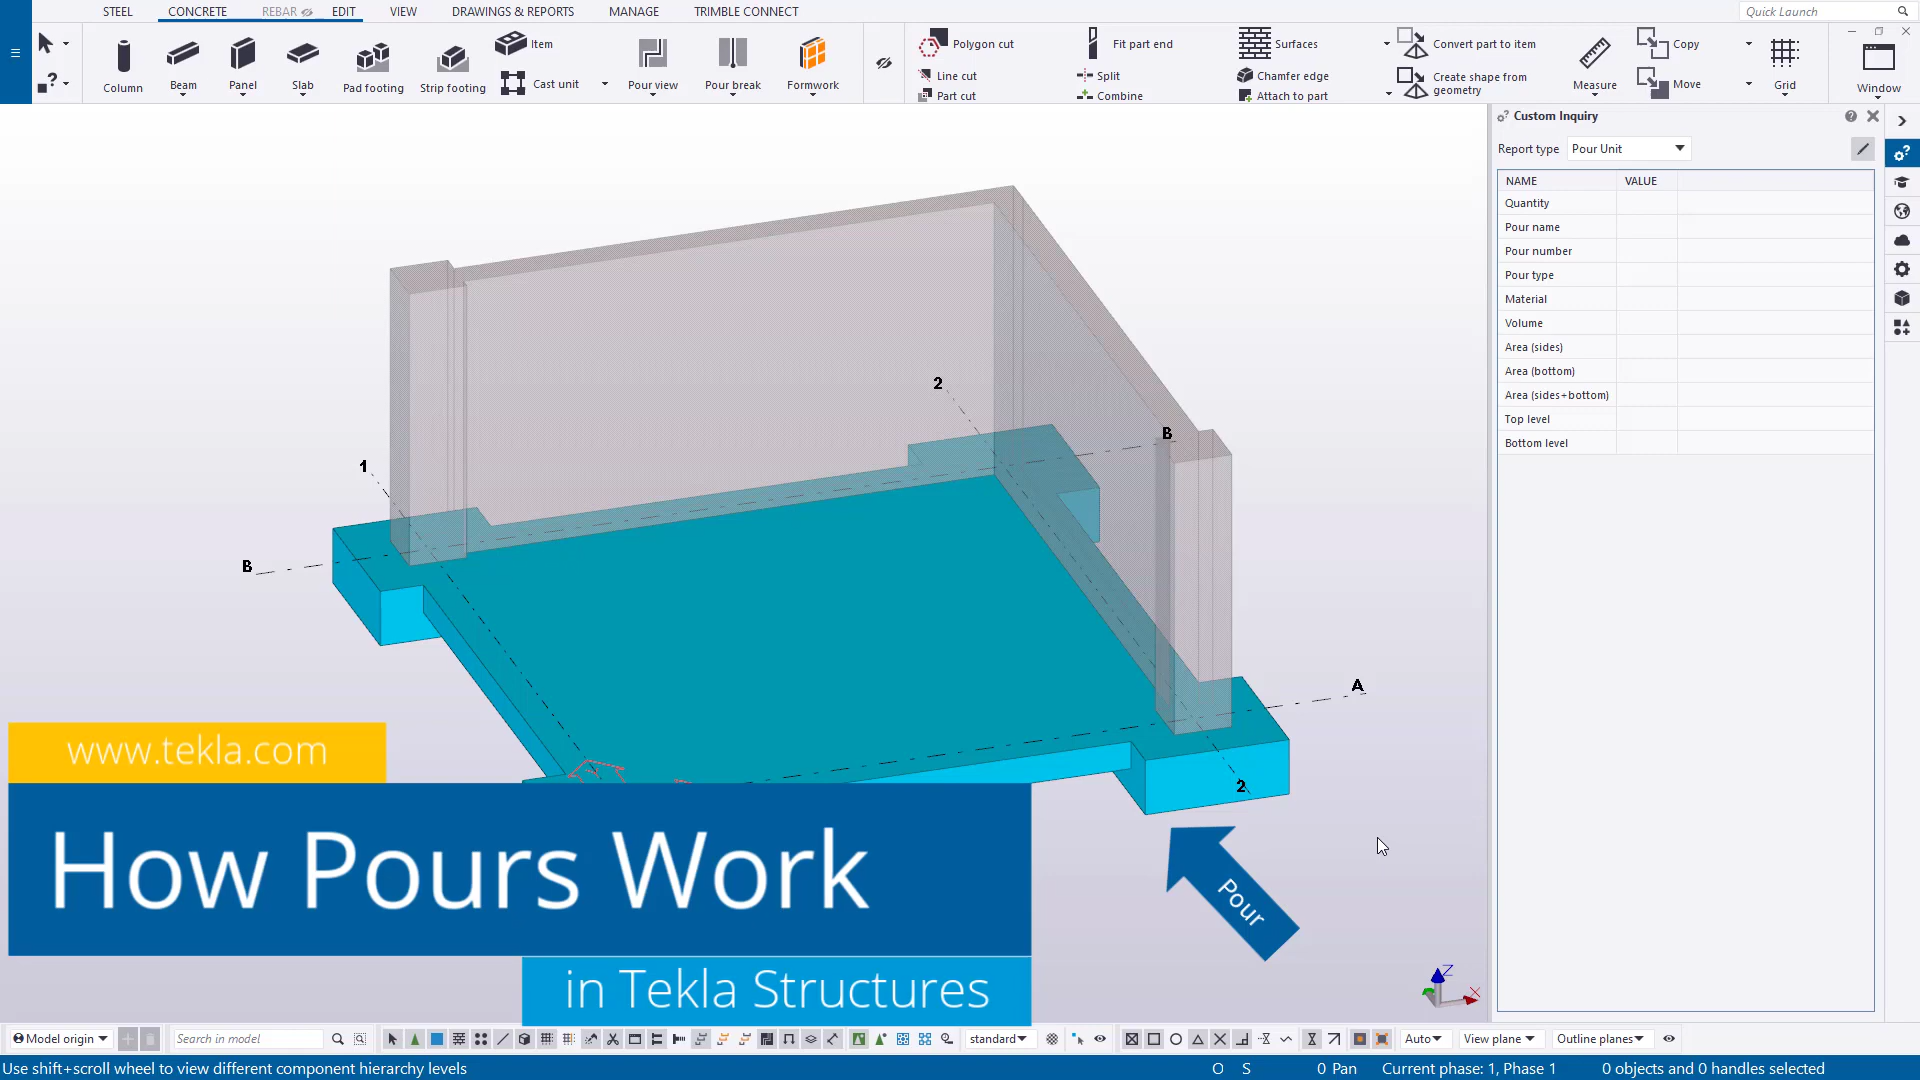 STEEL
CONCRETE
REBAR
EDIT
VIEW
DRAWINGS & REPORTS
MANAGE
TRIMBLE CONNECT
Quick Launch
Column
Beam
Panel
Slab
Pad footing
Strip footing
Item
Cast unit
Pour view
Pour break
Formwork
Polygon cut
Line cut
Part cut
Fit part end
Split
Combine
Surfaces
Chamfer edge
Attach to part
Convert part to item
Create shape from
geometry
Measure
Copy
Move
Grid
Window
Custom Inquiry
Report type
Pour Unit
NAME VALUE
Quantity
Pour name
Pour number
Pour type
Material
Volume
Area (sides)
Area (bottom)
Area (sides+bottom)
Top level
Bottom level
2
B
1
B
A
2
Pour
www.tekla.com
How Pours Work
in Tekla Structures
Z
X
Model origin
Search in model
standard
Auto
View plane
Outline planes
Use shift+scroll wheel to view different component hierarchy levels
O S 0 Pan Current phase: 1, Phase 1 0 objects and 0 handles selected